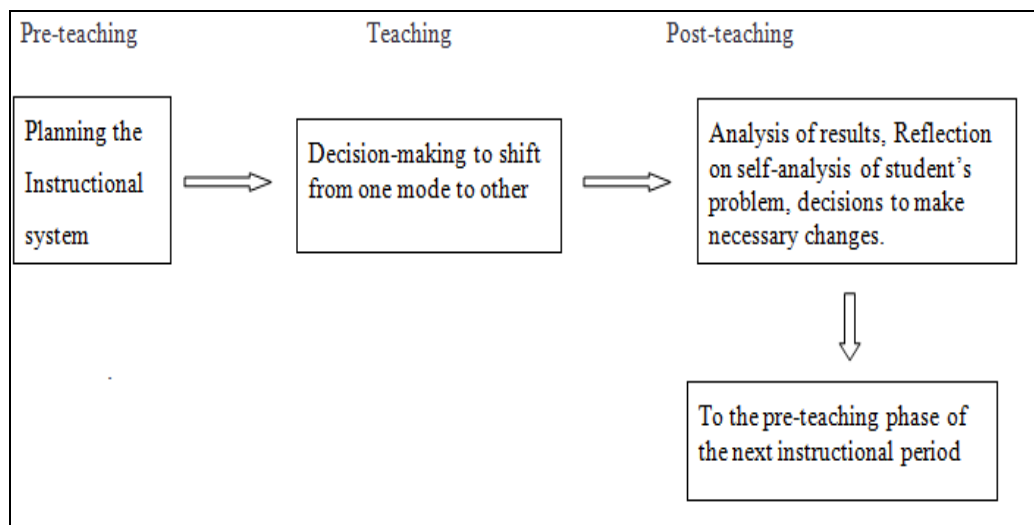 Pre-teaching
Teaching
Post-teaching
Planning the
Instructional
system
Decision-making to shift
from one mode to other
Analysis of results, Reflection
on self-analysis of student’s
problem, decisions to make
necessary changes.
To the pre-teaching phase of
the next instructional period